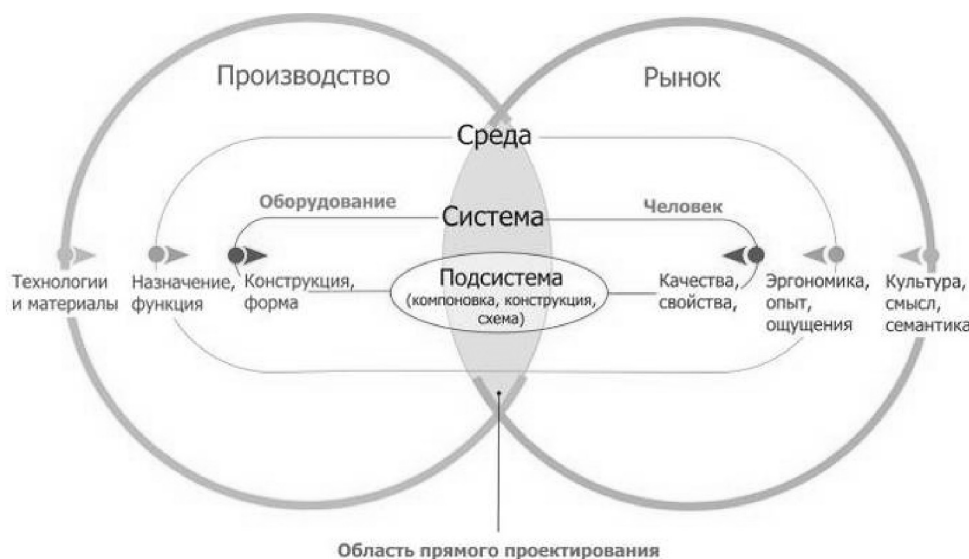 Производство
Рынок
Среда
Оборудование
Система
Человек
Технологии
и материалы
Назначение,
функция
Конструкция,
форма
Подсистема
(компоновка, конструкция,
схема)
Качества,
свойства,
Эргономика,
опыт,
ощущения
Культура,
смысл,
семантика
Область прямого проектирования